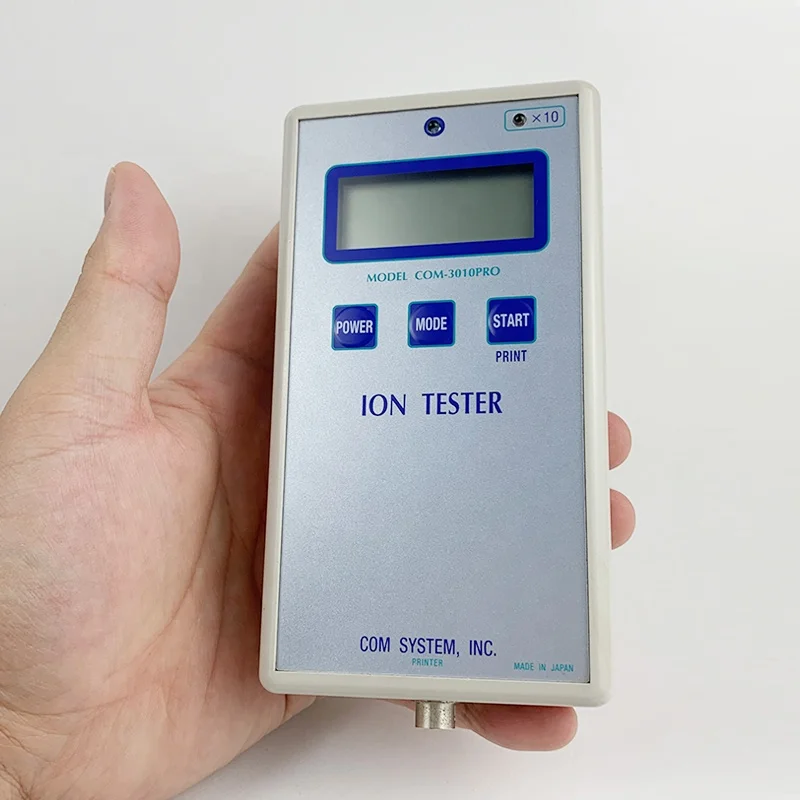 ×10
MODEL COM-3010PRO
POWER MODE START
PRINT
ION TESTER
COM SYSTEM, INC.
PRINTER
MADE IN JAPAN